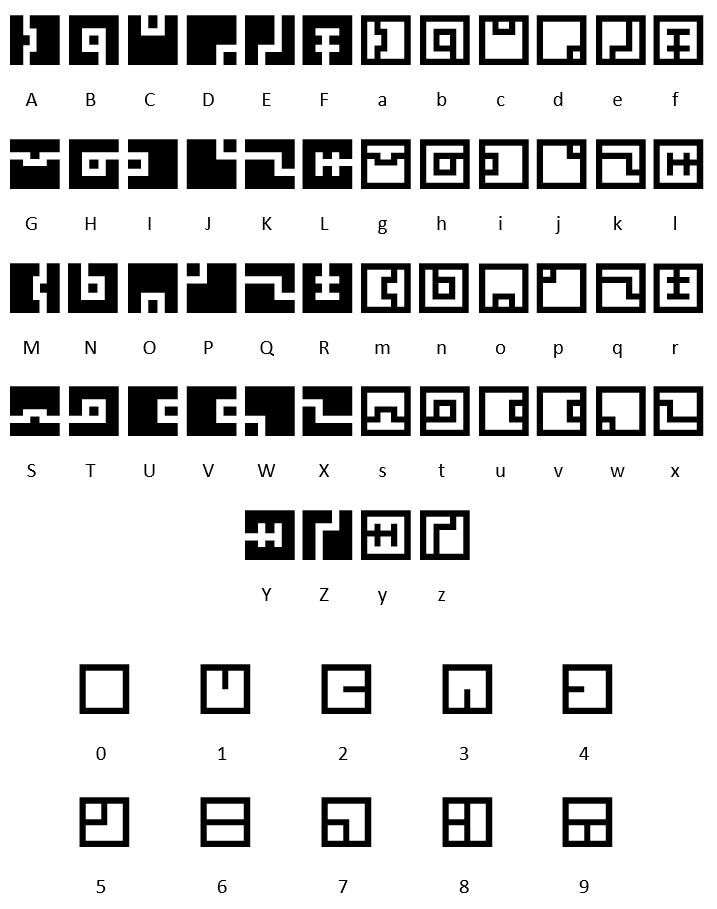 A B C D E F a b c d e f
G H I J K L g h i j k l
M N O P Q R m n o p q r
S T U V W X s t u v w x
Y Z y z
0 1 2 3 4
5 6 7 8 9